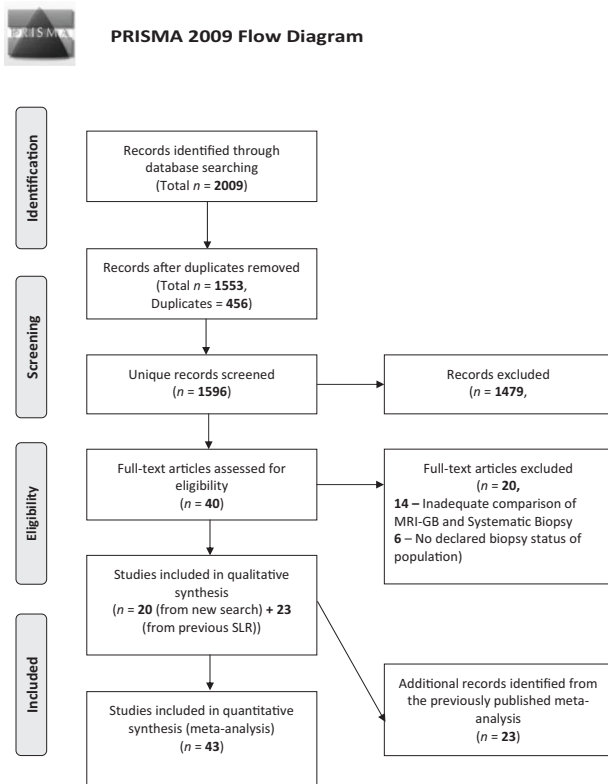 PRISMA
PRISMA 2009 Flow Diagram
Identification
Records identified through
database searching
(Total n = 2009)
Screening
Records after duplicates removed
(Total n = 1553,
Duplicates = 456)
Unique records screened
(n = 1596)
Records excluded
(n = 1479,
Eligibility
Full-text articles assessed for
eligibility
(n = 40)
Full-text articles excluded
(n = 20,
14 – Inadequate comparison of
MRI-GB and Systematic Biopsy
6 – No declared biopsy status of
population)
Included
Studies included in qualitative
synthesis
(n = 20 (from new search) + 23
(from previous SLR))
Additional records identified from
the previously published meta-
analysis
(n = 23)
Studies included in quantitative
synthesis (meta-analysis)
(n = 43)